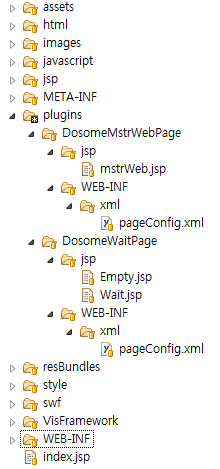 assets
html
images
javascript
jsp
META-INF
plugins
DosomeMstrWebPage
jsp
mstrWeb.jsp
WEB-INF
xml
pageConfig.xml
DosomeWaitPage
jsp
Empty.jsp
Wait.jsp
WEB-INF
xml
pageConfig.xml
resBundles
style
swf
VisFramework
WEB-INF
index.jsp